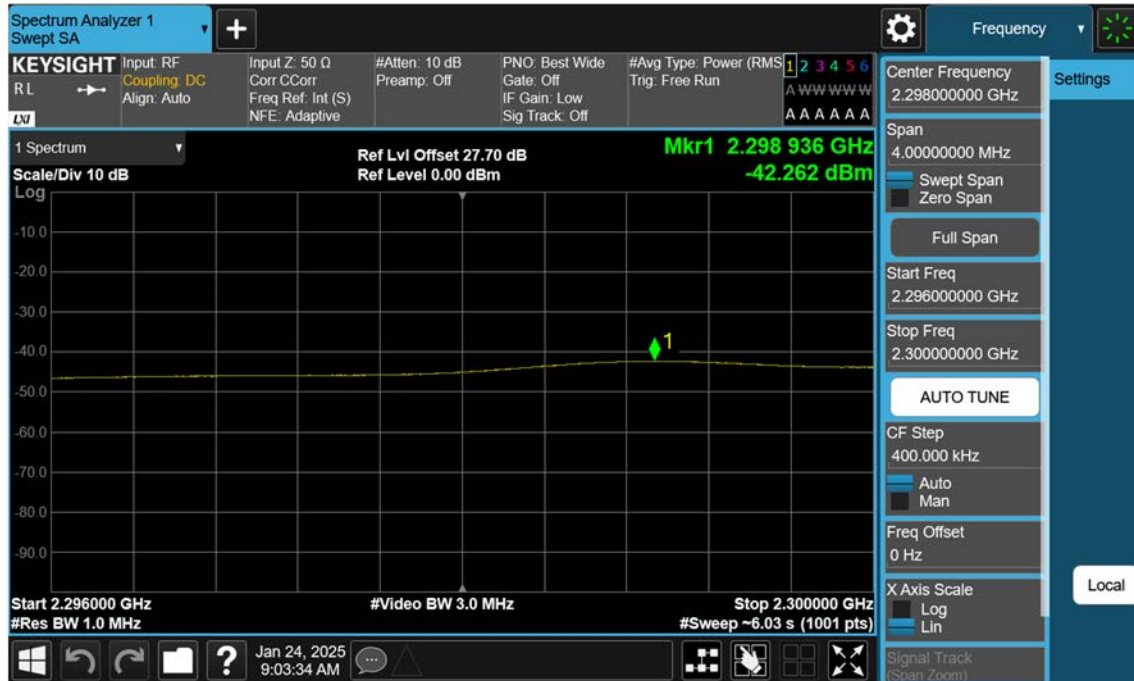 Spectrum Analyzer 1
Swept SA
Frequency
KEYSIGHT
R L
LXI
Input: RF
Coupling: DC
Align: Auto
Input Z: 50 Ω
Corr CCorr
Freq Ref: Int (S)
NFE: Adaptive
#Atten: 10 dB
Preamp: Off
PNO: Best Wide
Gate: Off
IF Gain: Low
Sig Track: Off
#Avg Type: Power (RMS
Trig: Free Run
1 2 3 4 5 6
A W W W W W
A A A A A A
1 Spectrum
Scale/Div 10 dB
Ref Lvl Offset 27.70 dB
Ref Level 0.00 dBm
Mkr1 2.298 936 GHz
-42.262 dBm
Log
-10.0
-20.0
-30.0
-40.0
-50.0
-60.0
-70.0
-80.0
-90.0
1
Start 2.296000 GHz
#Res BW 1.0 MHz
#Video BW 3.0 MHz
Stop 2.300000 GHz
#Sweep ~6.03 s (1001 pts)
Center Frequency
2.298000000 GHz
Span
4.00000000 MHz
Swept Span
Zero Span
Full Span
Start Freq
2.296000000 GHz
Stop Freq
2.300000000 GHz
AUTO TUNE
CF Step
400.000 kHz
Auto
Man
Freq Offset
0 Hz
X Axis Scale
Log
Lin
Signal Track
(Span Zoom)
Settings
Local
?
Jan 24, 2025
9:03:34 AM